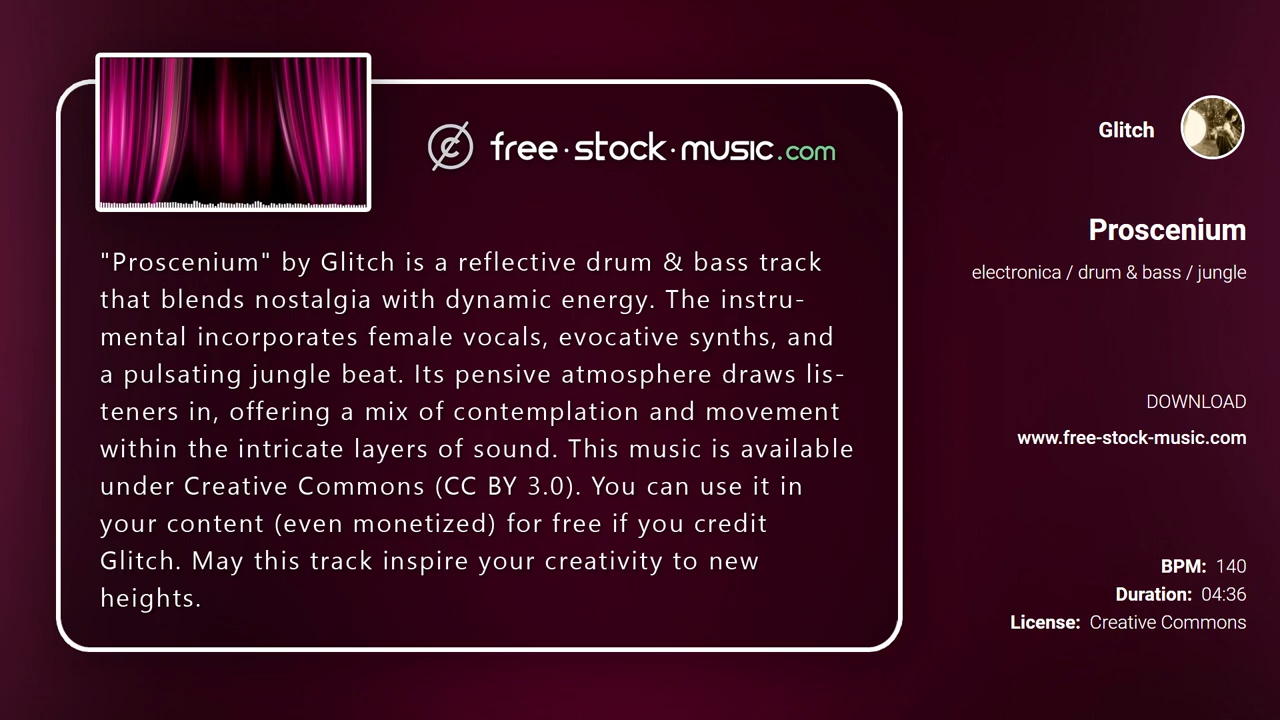 free·stock·music.com
"Proscenium" by Glitch is a reflective drum & bass track
that blends nostalgia with dynamic energy. The instru-
mental incorporates female vocals, evocative synths, and
a pulsating jungle beat. Its pensive atmosphere draws lis-
teners in, offering a mix of contemplation and movement
within the intricate layers of sound. This music is available
under Creative Commons (CC BY 3.0). You can use it in
your content (even monetized) for free if you credit
Glitch. May this track inspire your creativity to new
heights.
Glitch
Proscenium
electronica / drum & bass / jungle
DOWNLOAD
www.free-stock-music.com
BPM: 140
Duration: 04:36
License: Creative Commons